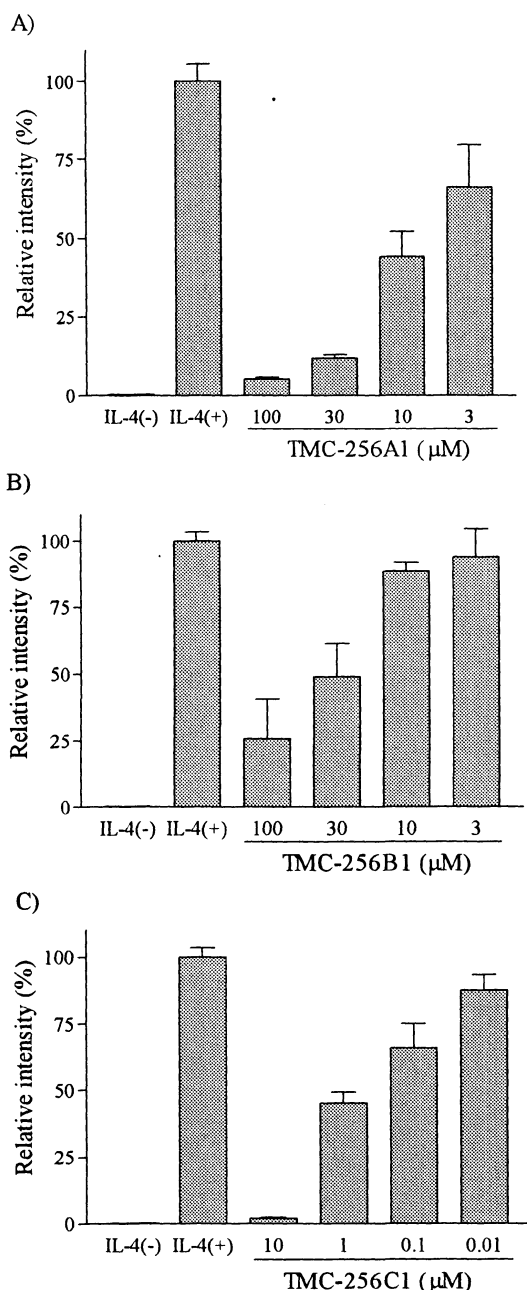 A)
Relative intensity (%)
100
75
50
25
0
IL-4(-) IL-4(+) 100 30 10 3
TMC-256A1 (μM)
B)
Relative intensity (%)
100
75
50
25
0
IL-4(-) IL-4(+) 100 30 10 3
TMC-256B1 (μM)
C)
Relative intensity (%)
100
75
50
25
0
IL-4(-) IL-4(+) 10 1 0.1 0.01
TMC-256C1 (μM)